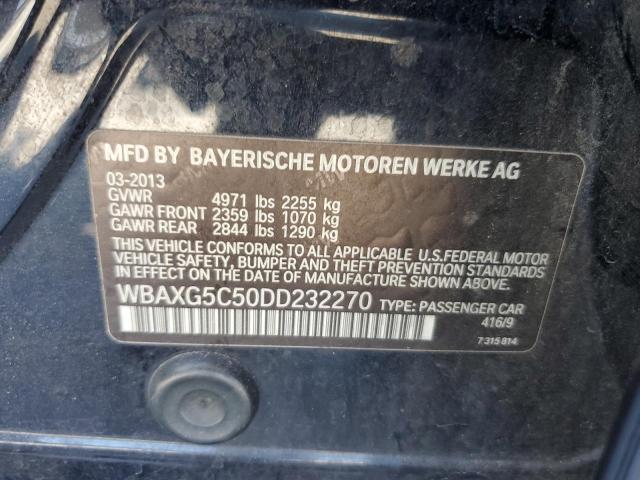 MFD BY BAYERISCHE MOTOREN WERKE AG
03-2013
GVWR 4971 lbs 2255 kg
GAWR FRONT 2359 lbs 1070 kg
GAWR REAR 2844 lbs 1290 kg
THIS VEHICLE CONFORMS TO ALL APPLICABLE U.S.FEDERAL MOTOR
VEHICLE SAFETY, BUMPER AND THEFT PREVENTION STANDARDS
IN EFFECT ON THE DATE OF MANUFACTURE SHOWN ABOVE.
WBAXG5C50DD232270 TYPE: PASSENGER CAR
416/9
7 315 814